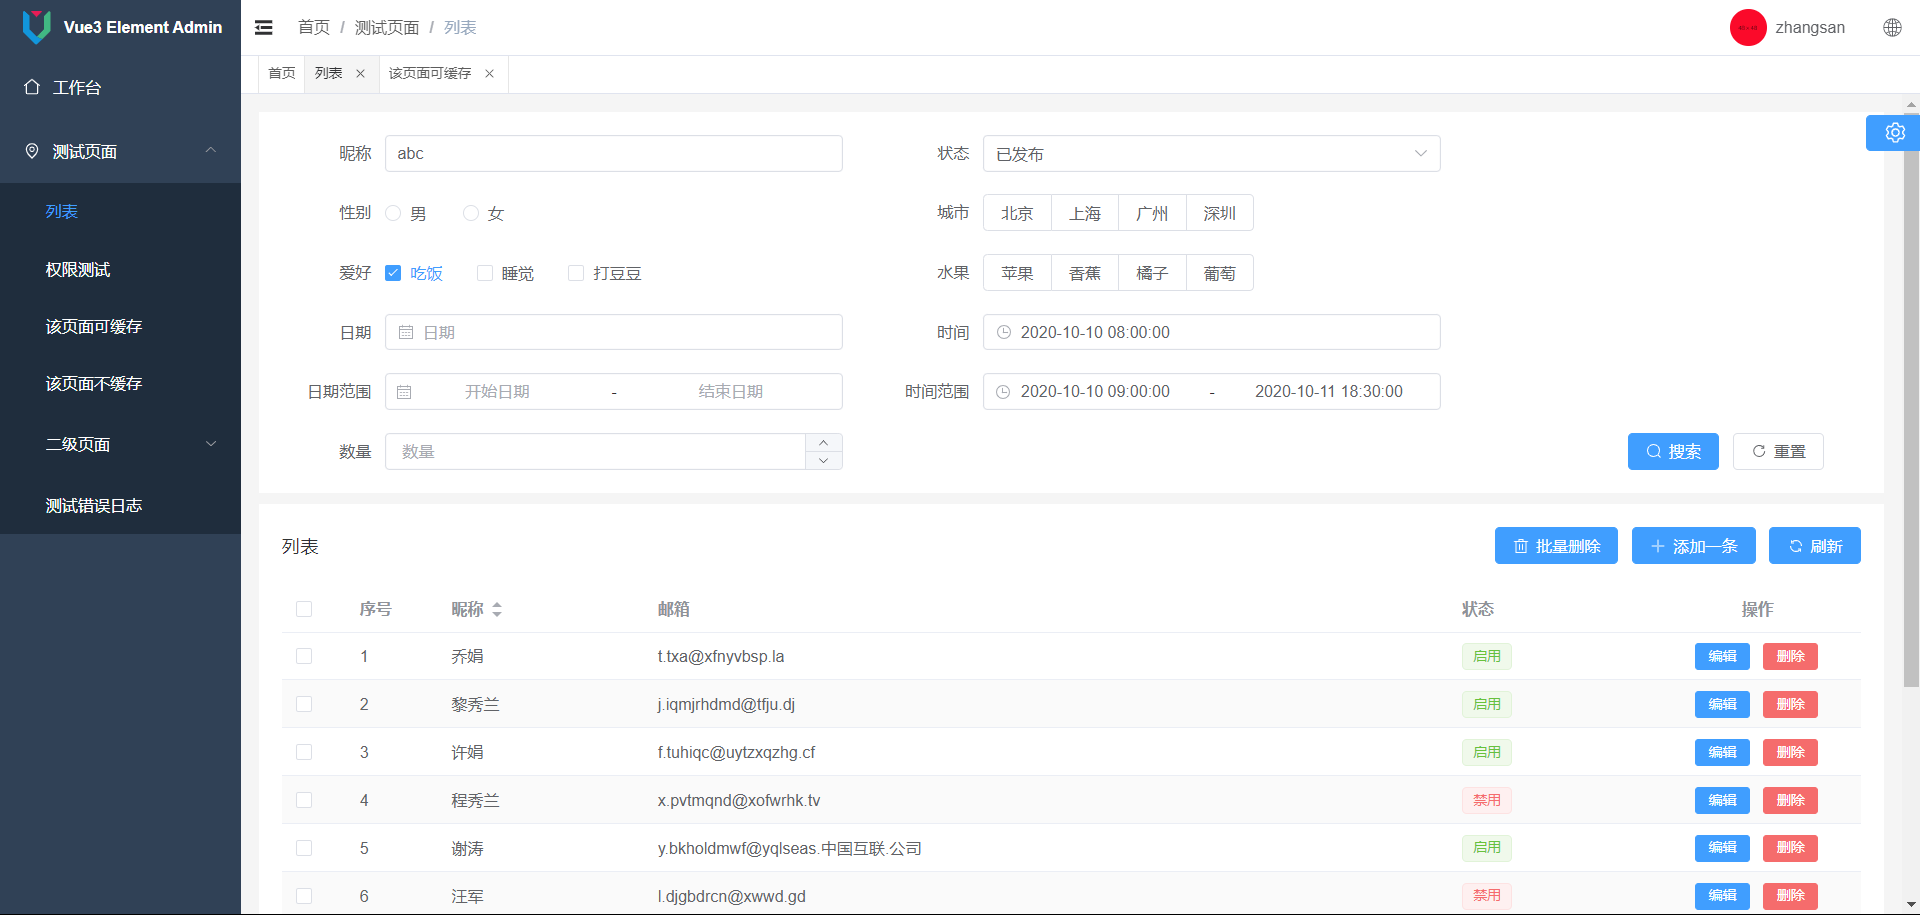 Vue3 Element Admin
首页 / 测试页面 / 列表
zhangsan
首页 列表 该页面可缓存
工作台
测试页面
列表
权限测试
该页面可缓存
该页面不缓存
二级页面
测试错误日志
昵称 abc 状态 已发布
性别 男 女 城市 北京 上海 广州 深圳
爱好 吃饭 睡觉 打豆豆 水果 苹果 香蕉 橘子 葡萄
日期 日期 时间 2020-10-10 08:00:00
日期范围 开始日期 - 结束日期 时间范围 2020-10-10 09:00:00 - 2020-10-11 18:30:00
数量 数量 搜索 重置
列表 批量删除 添加一条 刷新
序号 昵称 邮箱 状态 操作
1 乔娟 t.txa@xfnyvbsp.la 启用 编辑 删除
2 黎秀兰 j.iqmjrhdmd@tfju.dj 启用 编辑 删除
3 许娟 f.tuhiqc@uytzxqzhg.cf 启用 编辑 删除
4 程秀兰 x.pvtmqnd@xofwrhk.tv 禁用 编辑 删除
5 谢涛 y.bkholdmwf@yqlseas.中国互联.公司 启用 编辑 删除
6 汪军 l.djgbdrcn@xwwd.gd 禁用 编辑 删除